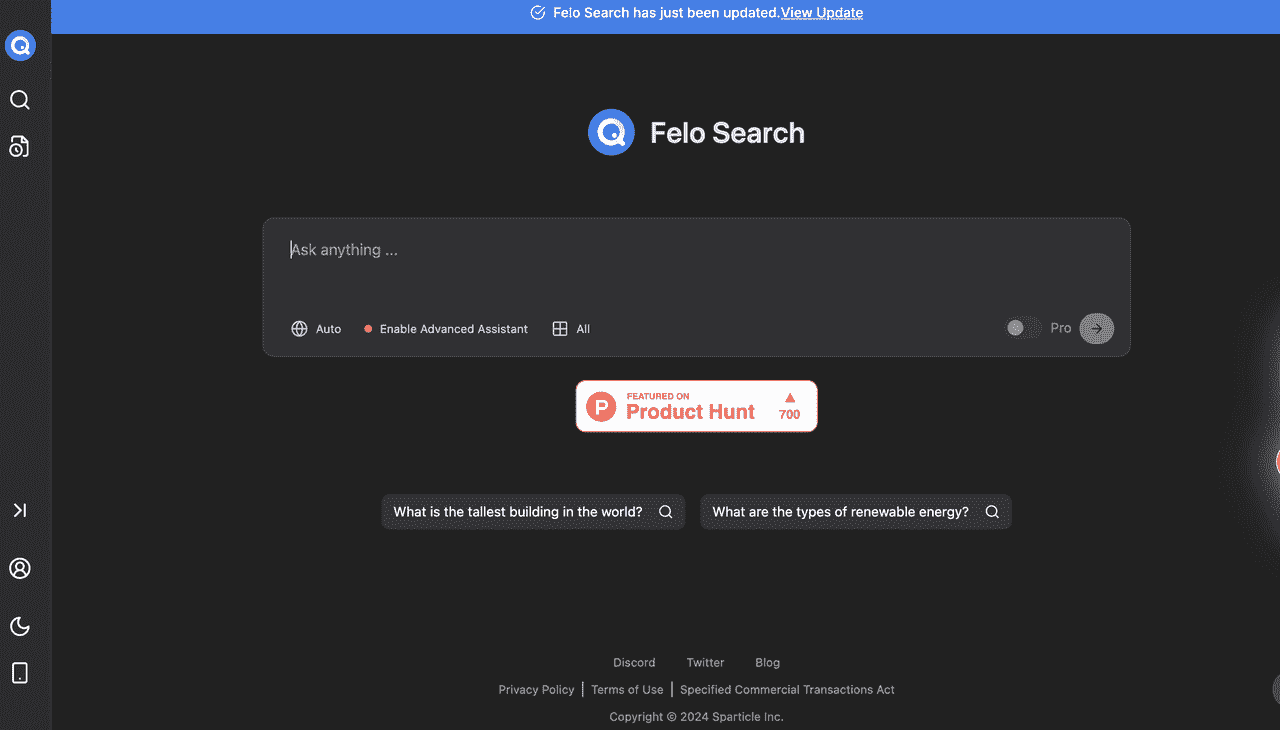 Felo Search has just been updated.View Update
Felo Search
Ask anything ...
Auto Enable Advanced Assistant All Pro
FEATURED ON
Product Hunt
700
What is the tallest building in the world? What are the types of renewable energy?
Discord Twitter Blog
Privacy Policy | Terms of Use | Specified Commercial Transactions Act
Copyright © 2024 Sparticle Inc.